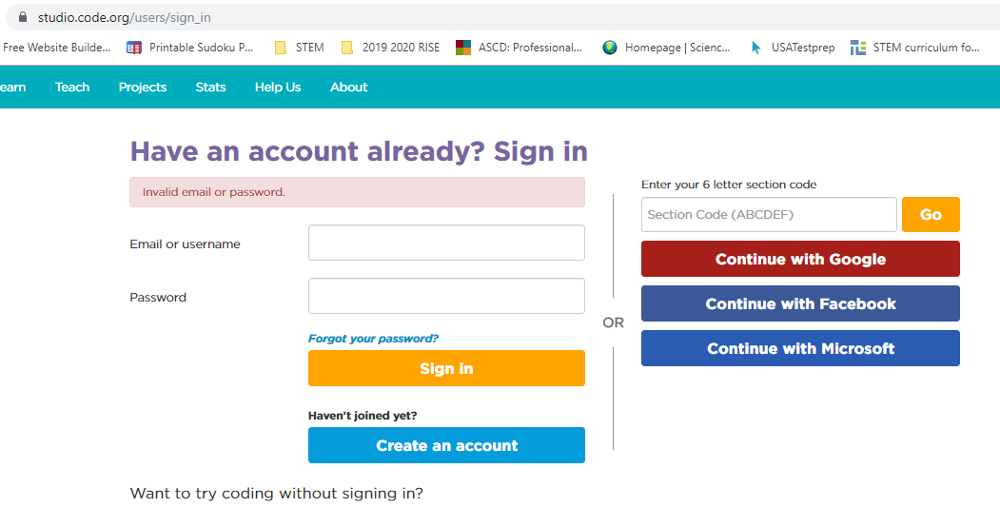 studio.code.org/users/sign_in
Free Website Builde... Printable Sudoku P... STEM 2019 2020 RISE ASCD: Professional... Homepage | Scienc... USATestprep STEM curriculum fo...
earn Teach Projects Stats Help Us About
Have an account already? Sign in
Invalid email or password.
Email or username
Password
Forgot your password?
Sign in
Haven't joined yet?
Create an account
OR
Enter your 6 letter section code
Section Code (ABCDEF) Go
Continue with Google
Continue with Facebook
Continue with Microsoft
Want to try coding without signing in?